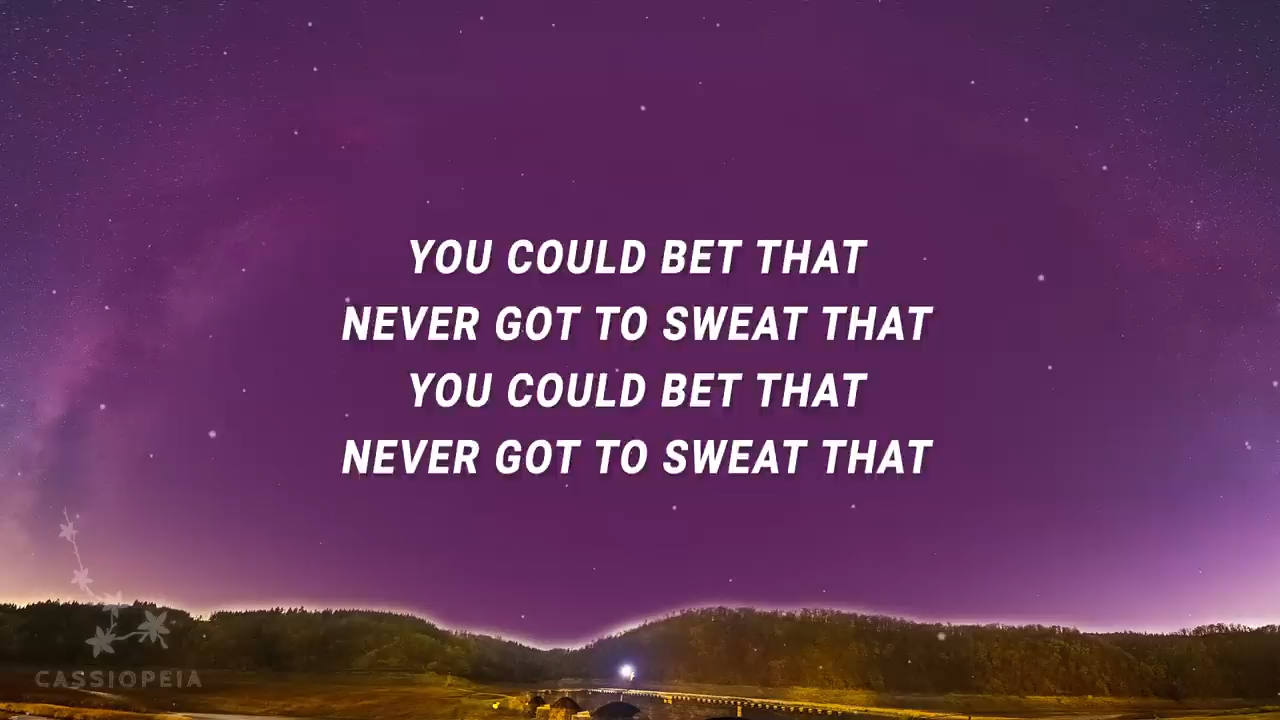 YOU COULD BET THAT
NEVER GOT TO SWEAT THAT
YOU COULD BET THAT
NEVER GOT TO SWEAT THAT
CASSIOPEIA